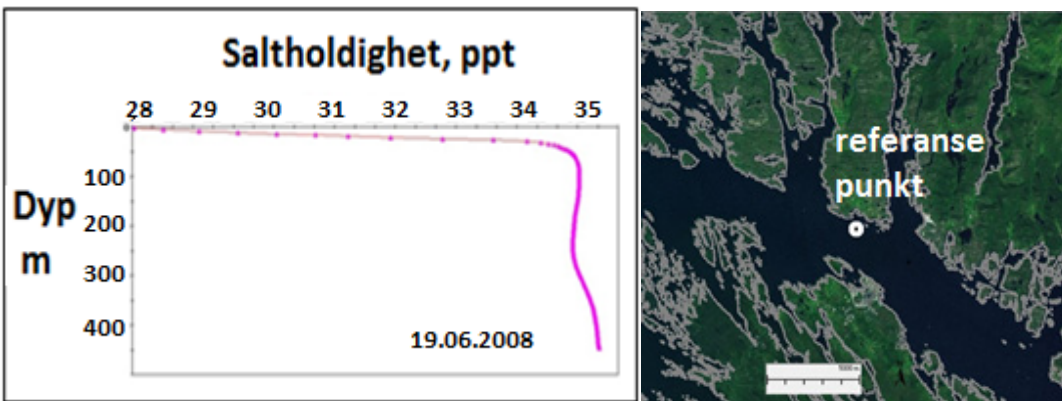 Saltholdighet, ppt
28 29 30 31 32 33 34 35
100
Dyp
200
m
300
400
19.06.2008
referanse
punkt